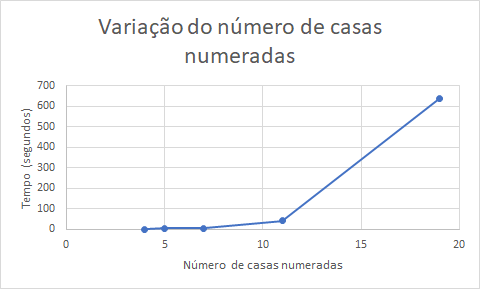 Variação do número de casas
numeradas
700
600
500
400
300
200
100
0
Tempo (segundos)
0 5 10 15 20
Número de casas numeradas